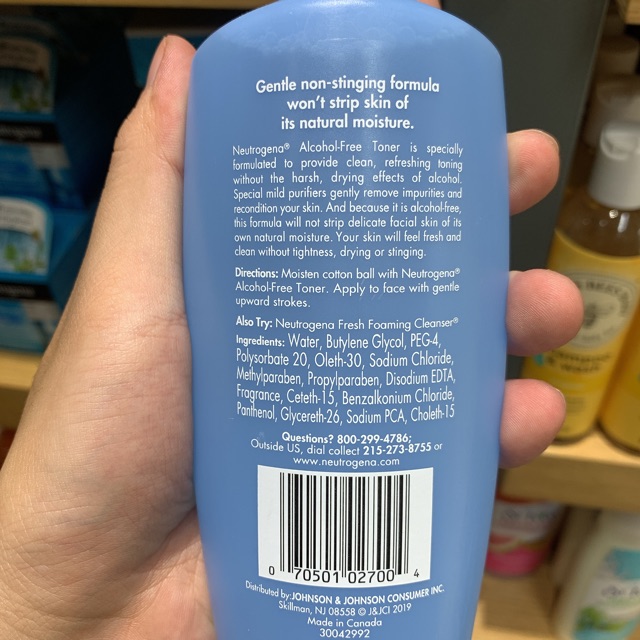 Gentle non-stinging formula
won't strip skin of
its natural moisture.
Neutrogena® Alcohol-Free Toner is specially
formulated to provide clean, refreshing toning
without the harsh, drying effects of alcohol.
Special mild purifiers gently remove impurities and
recondition your skin. And because it is alcohol-free,
this formula will not strip delicate facial skin of its
own natural moisture. Your skin will feel fresh and
clean without tightness, drying or stinging.
Directions: Moisten cotton ball with Neutrogena®
Alcohol-Free Toner. Apply to face with gentle
upward strokes.
Also Try: Neutrogena Fresh Foaming Cleanser®
Ingredients: Water, Butylene Glycol, PEG-4,
Polysorbate 20, Oleth-30, Sodium Chloride,
Methylparaben, Propylparaben, Disodium EDTA,
Fragrance, Ceteth-15, Benzalkonium Chloride,
Panthenol, Glycereth-26, Sodium PCA, Choleth-15
Questions? 800-299-4786;
Outside US, dial collect 215-273-8755 or
www.neutrogena.com
0 70501 02700 4
Distributed by: JOHNSON & JOHNSON CONSUMER INC.
Skillman, NJ 08558 © J&JCI 2019
Made in Canada
30042992